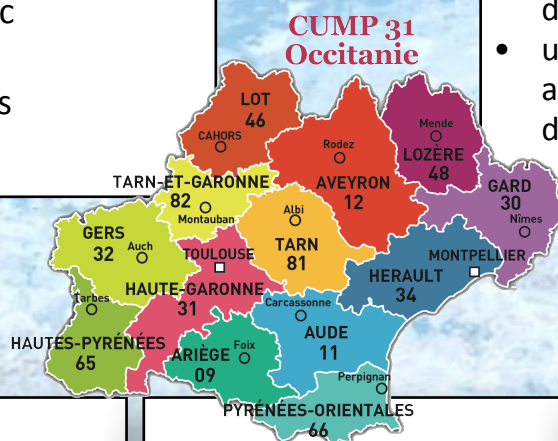 c
s
d
• u
a
d
CUMP 31
Occitanie
LOT
46
CAHORS
Rodez
AVEYRON
12
Mende
LOZÈRE
48
GARD
30
Nîmes
TARN-ET-GARONNE
82
Montauban
Albi
TARN
81
GERS
32
Auch
TOULOUSE
HAUTE-GARONNE
31
MONTPELLIER
HERAULT
34
Tarbes
HAUTES-PYRÉNÉES
65
ARIÈGE
09
Foix
Carcassonne
AUDE
11
Perpignan
PYRÉNÉES-ORIENTALES
66